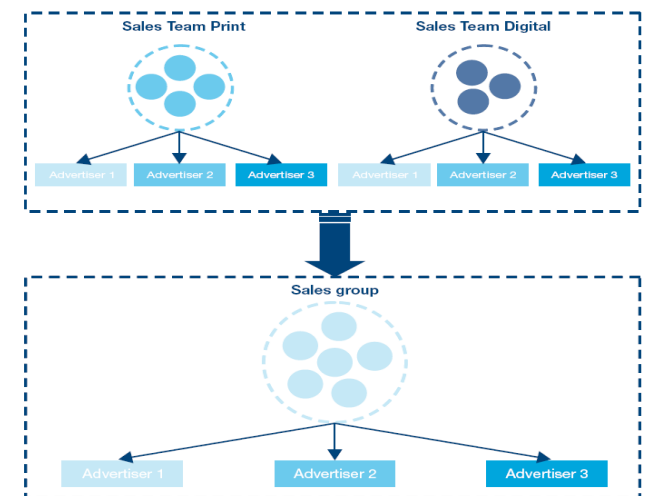 Sales Team Print
Sales Team Digital
Advertiser 1
Advertiser 2
Advertiser 3
Advertiser 1
Advertiser 2
Advertiser 3
Sales group
Advertiser 1
Advertiser 2
Advertiser 3